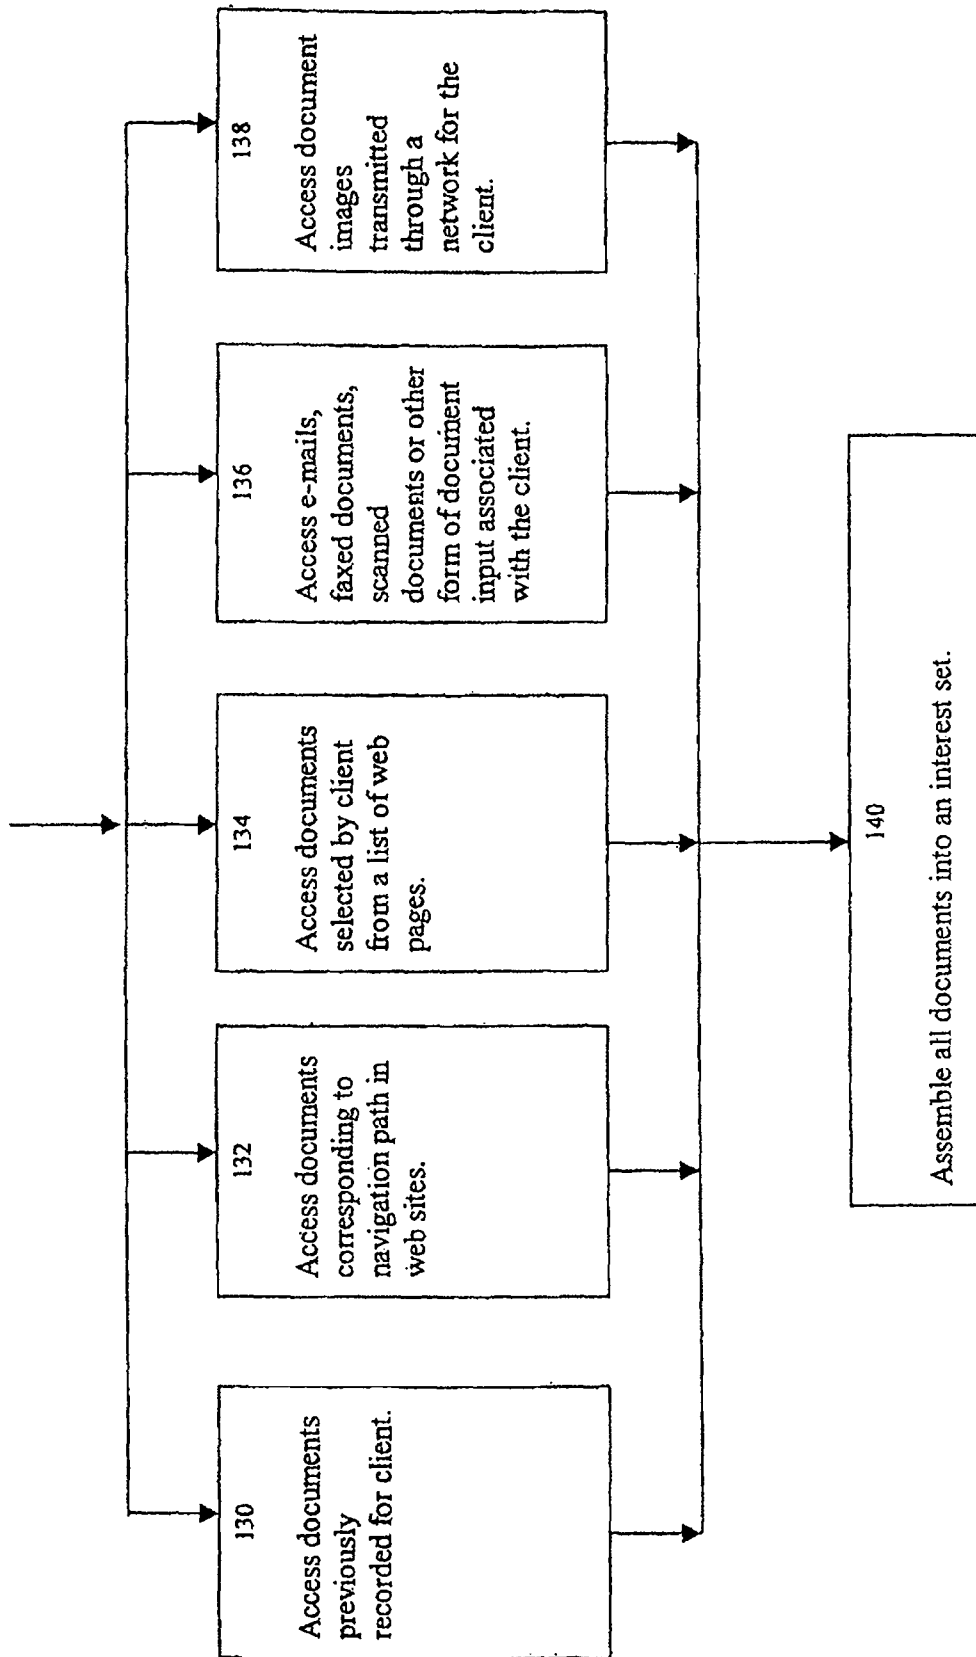 130
Access documents
previously
recorded for client.
132
Access documents
corresponding to
navigation path in
web sites.
134
Access documents
selected by client
from a list of web
pages.
136
Access e-mails,
faxed documents,
scanned
documents or other
form of document
input associated
with the client.
138
Access document
images
transmitted
through a
network for the
client.
140
Assemble all documents into an interest set.